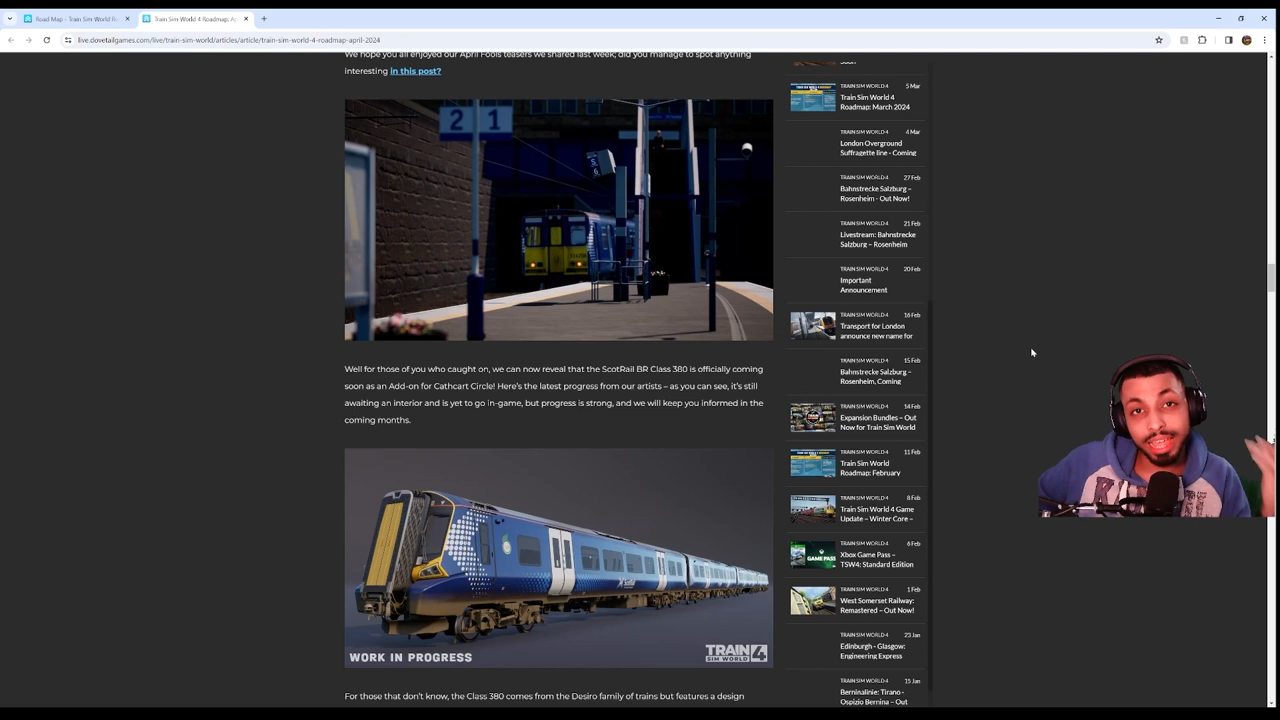 Road Map - Train Sim World Ro
Train Sim World 4 Roadmap: Ap
live.dovetailgames.com/live/train-sim-world/articles/article/train-sim-world-4-roadmap-april-2024
We hope you all enjoyed our April Fools teasers we shared last week; did you manage to spot anything
interesting in this post?
2 1
Well for those of you who caught on, we can now reveal that the ScotRail BR Class 380 is officially coming
soon as an Add-on for Cathcart Circle! Here's the latest progress from our artists – as you can see, it's still
awaiting an interior and is yet to go in-game, but progress is strong, and we will keep you informed in the
coming months.
ScotRail
WORK IN PROGRESS
TRAIN SIM WORLD 4
For those that don't know, the Class 380 comes from the Desiro family of trains but features a design
Soon
TRAIN SIM WORLD 4 5 Mar
Train Sim World 4
Roadmap: March 2024
TRAIN SIM WORLD 4 4 Mar
London Overground
Suffragette line - Coming
TRAIN SIM WORLD 4 27 Feb
Bahnstrecke Salzburg –
Rosenheim - Out Now!
TRAIN SIM WORLD 4 21 Feb
Livestream: Bahnstrecke
Salzburg – Rosenheim
TRAIN SIM WORLD 4 20 Feb
Important
Announcement
TRAIN SIM WORLD 4 16 Feb
Transport for London
announce new name for
TRAIN SIM WORLD 4 15 Feb
Bahnstrecke Salzburg –
Rosenheim, Coming
TRAIN SIM WORLD 4 14 Feb
Expansion Bundles – Out
Now for Train Sim World
TRAIN SIM WORLD 4 11 Feb
Train Sim World
Roadmap: February
TRAIN SIM WORLD 4 8 Feb
Train Sim World 4 Game
Update – Winter Core –
TRAIN SIM WORLD 4 6 Feb
GAME PASS
Xbox Game Pass –
TSW4: Standard Edition
TRAIN SIM WORLD 4 1 Feb
West Somerset Railway:
Remastered – Out Now!
TRAIN SIM WORLD 4 23 Jan
Edinburgh - Glasgow:
Engineering Express
TRAIN SIM WORLD 4 15 Jan
Berninalinie: Tirano -
Ospizio Bernina – Out